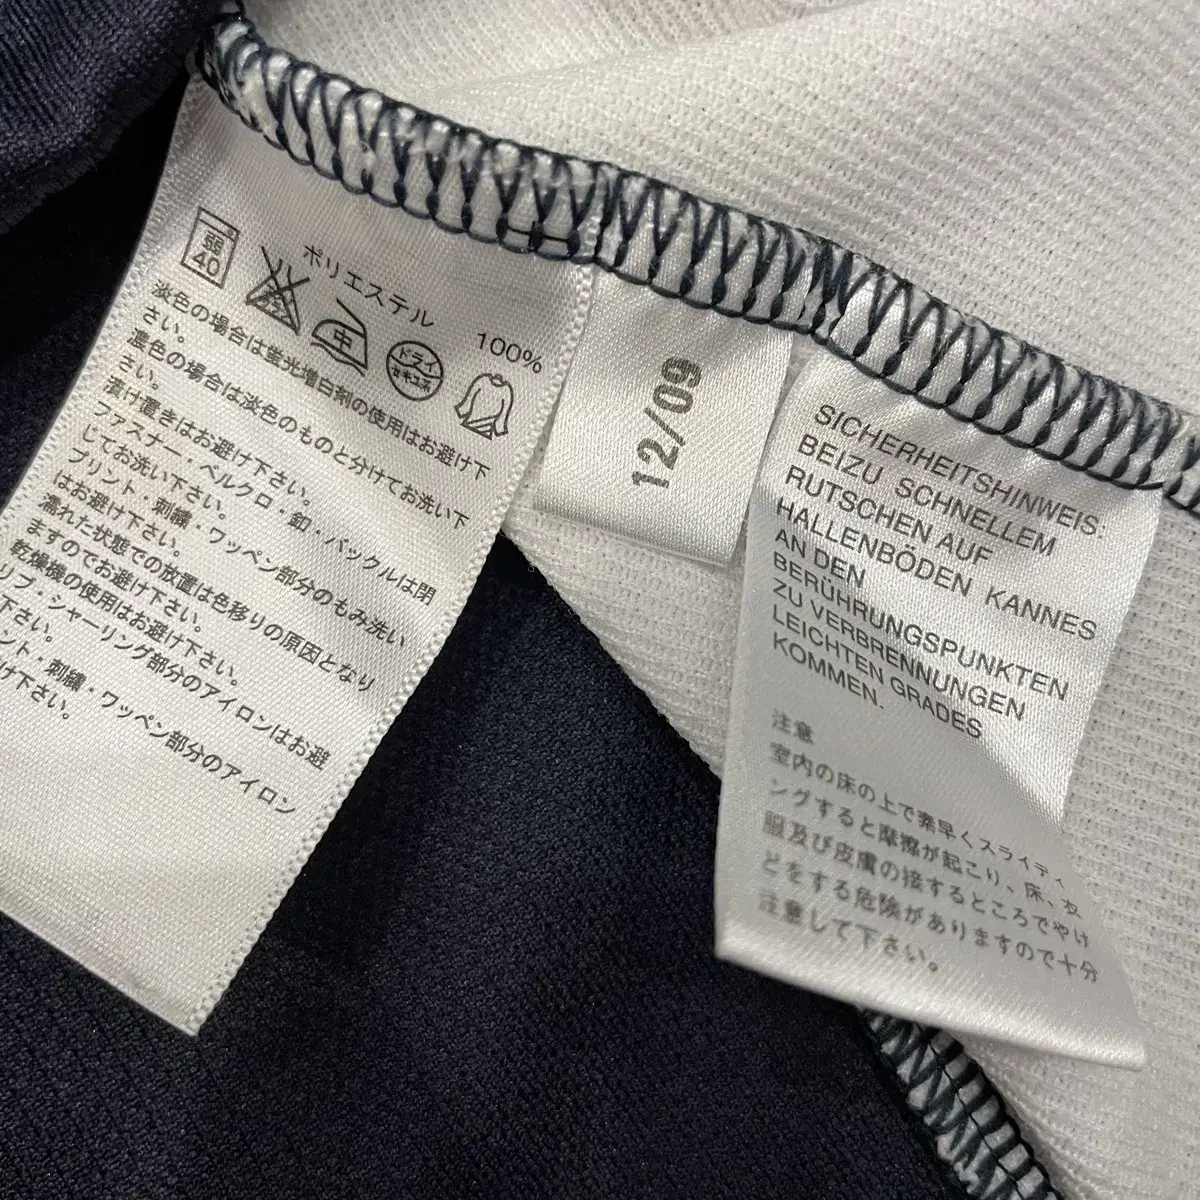 弱
40
ポリエステル 100%
中
ドライ
セキユ系
淡色の場合は蛍光増白剤の使用はお避け下
さい。
濃色の場合は淡色のものと分けてお洗い下
さい。
漬け置きはお避け下さい。
ファスナー・ベルクロ・釦・バックルは閉
じてお洗い下さい。
プリント・刺繍・ワッペン部分のもみ洗い
はお避け下さい。
濡れた状態での放置は色移りの原因となり
ますのでお避け下さい。
乾燥機の使用はお避け下さい。
リブ・シャーリング部分のアイロンはお避
下さい。
ント・刺繍・ワッペン部分のアイロン
け下さい。
12/09
SICHERHEITSHINWEIS:
BEIZU SCHNELLEM
RUTSCHEN AUF
HALLENBÖDEN KANNES
AN DEN
BERÜHRUNGSPUNKTEN
ZU VERBRENNUNGEN
LEICHTEN GRADES
KOMMEN.
注意
室内の床の上で素早くスライディ
ングすると摩擦が起こり、床、衣
服及び皮膚の接するところでやけ
どをする危険がありますので十分
注意して下さい。